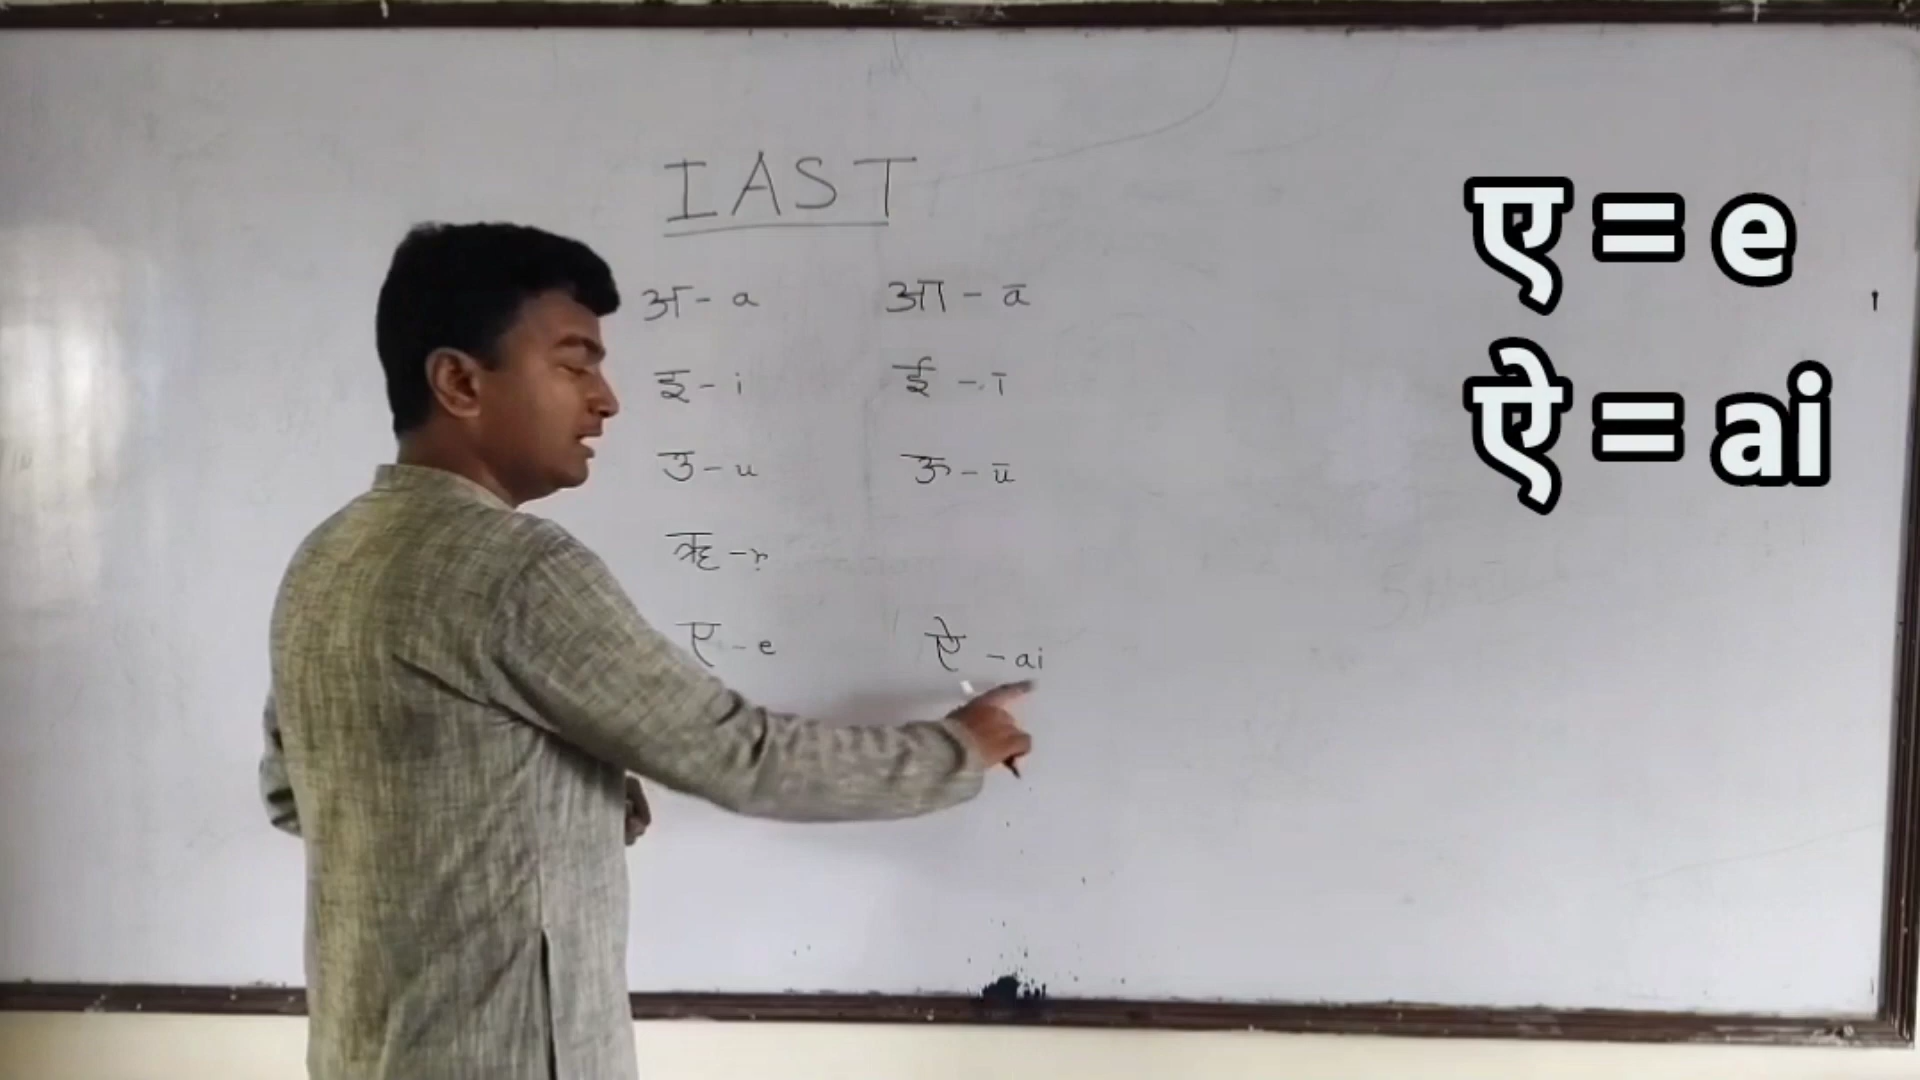 IAST
अ - a आ - ā
इ - i ई - ī
उ - u ऊ - ū
ऋ - ṛ
ए - e ऐ - ai
ए = e
ऐ = ai